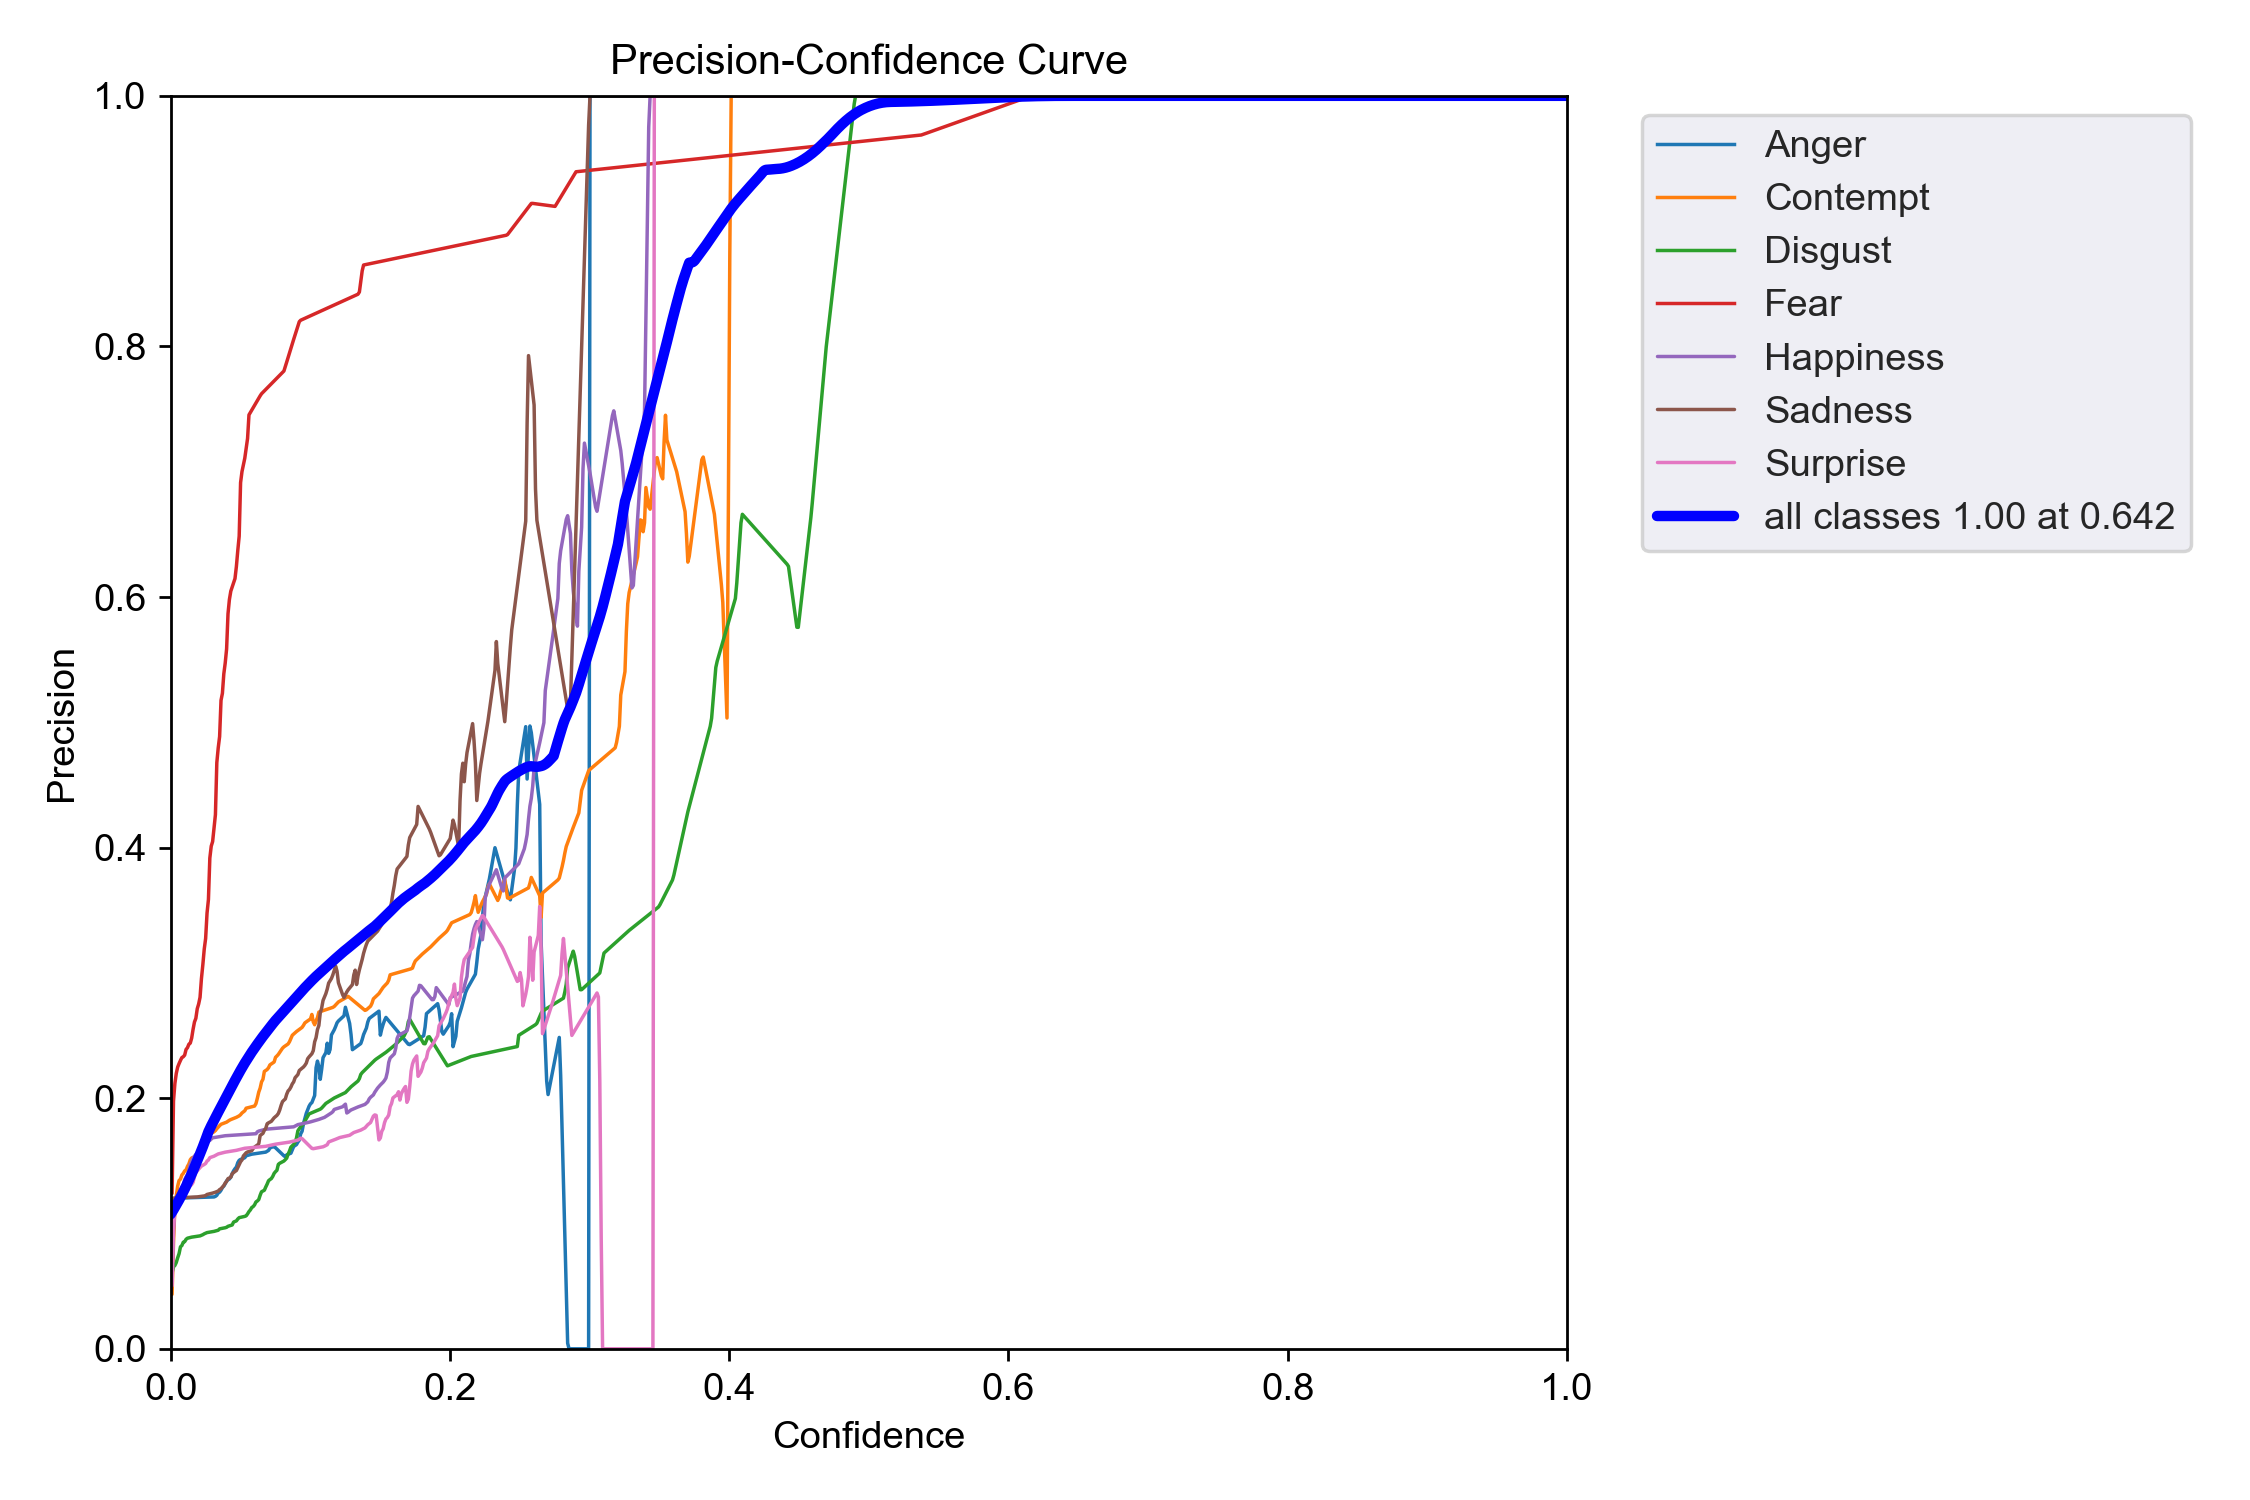 Precision-Confidence Curve
1.0
0.8
0.6
0.4
0.2
0.0
Precision
0.0 0.2 0.4 0.6 0.8 1.0
Confidence
Anger
Contempt
Disgust
Fear
Happiness
Sadness
Surprise
all classes 1.00 at 0.642